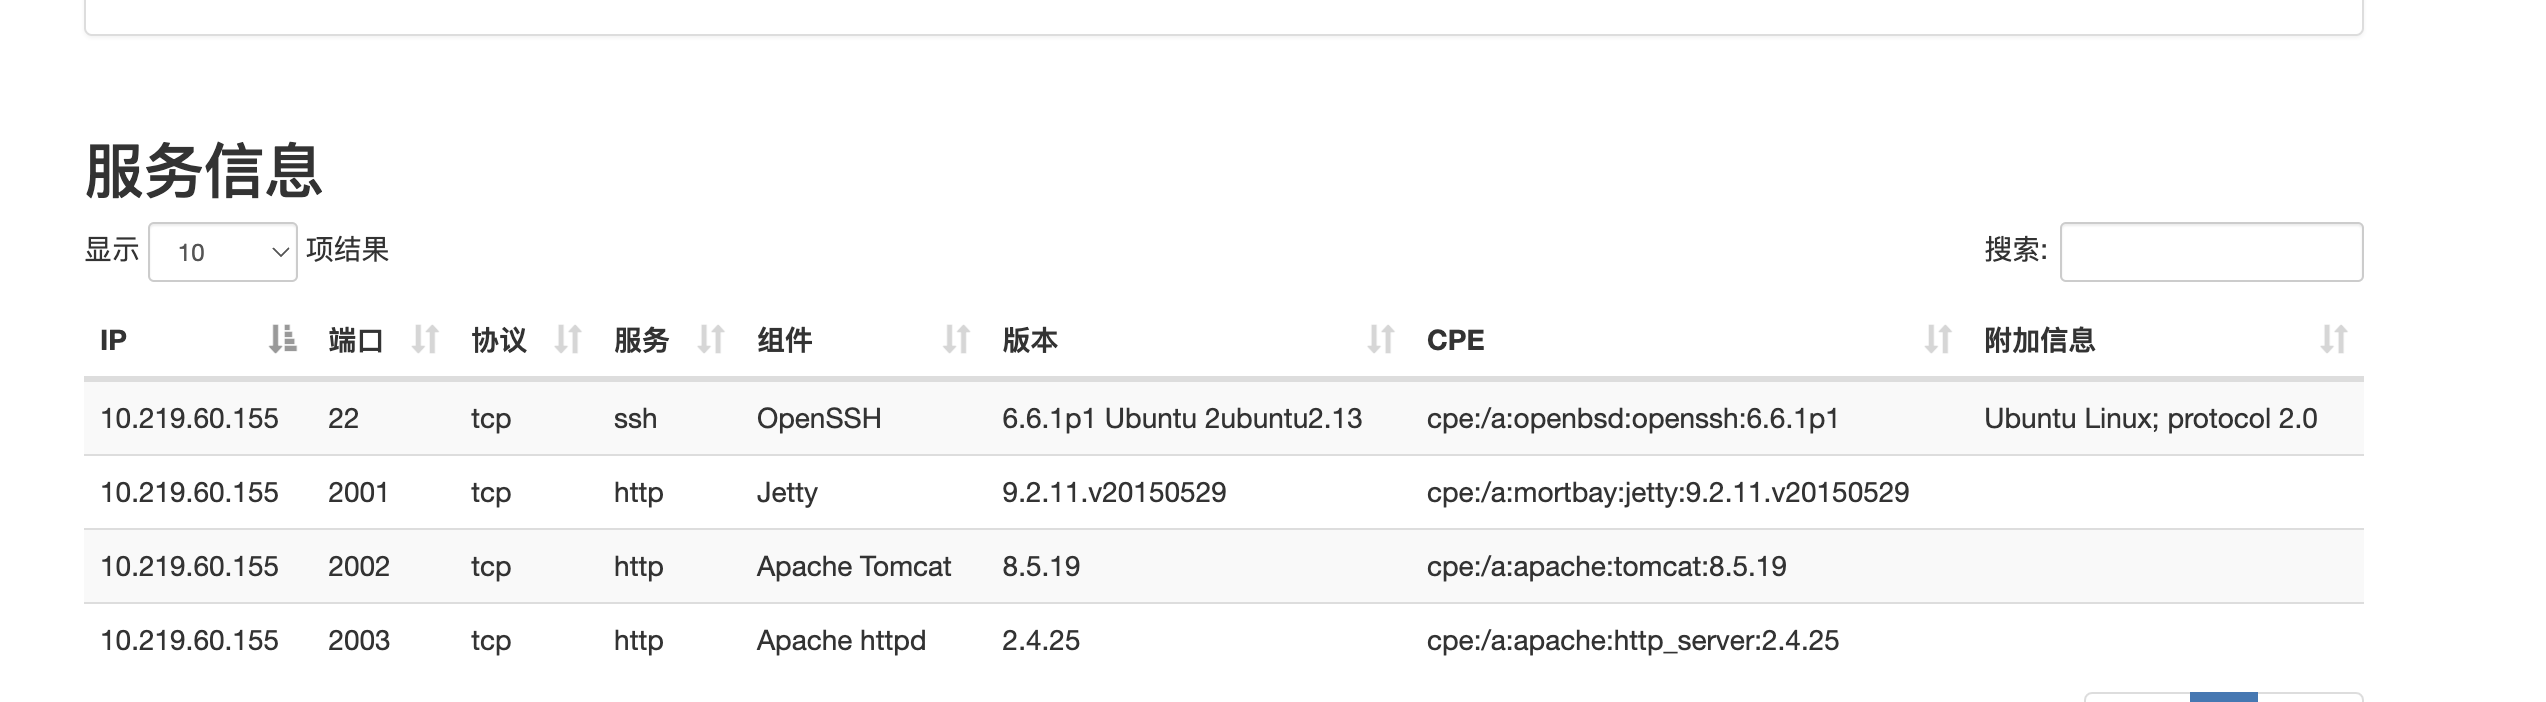 服务信息
显示 10 项结果 搜索:
IP 端口 协议 服务 组件 版本 CPE 附加信息
10.219.60.155 22 tcp ssh OpenSSH 6.6.1p1 Ubuntu 2ubuntu2.13 cpe:/a:openbsd:openssh:6.6.1p1 Ubuntu Linux; protocol 2.0
10.219.60.155 2001 tcp http Jetty 9.2.11.v20150529 cpe:/a:mortbay:jetty:9.2.11.v20150529
10.219.60.155 2002 tcp http Apache Tomcat 8.5.19 cpe:/a:apache:tomcat:8.5.19
10.219.60.155 2003 tcp http Apache httpd 2.4.25 cpe:/a:apache:http_server:2.4.25